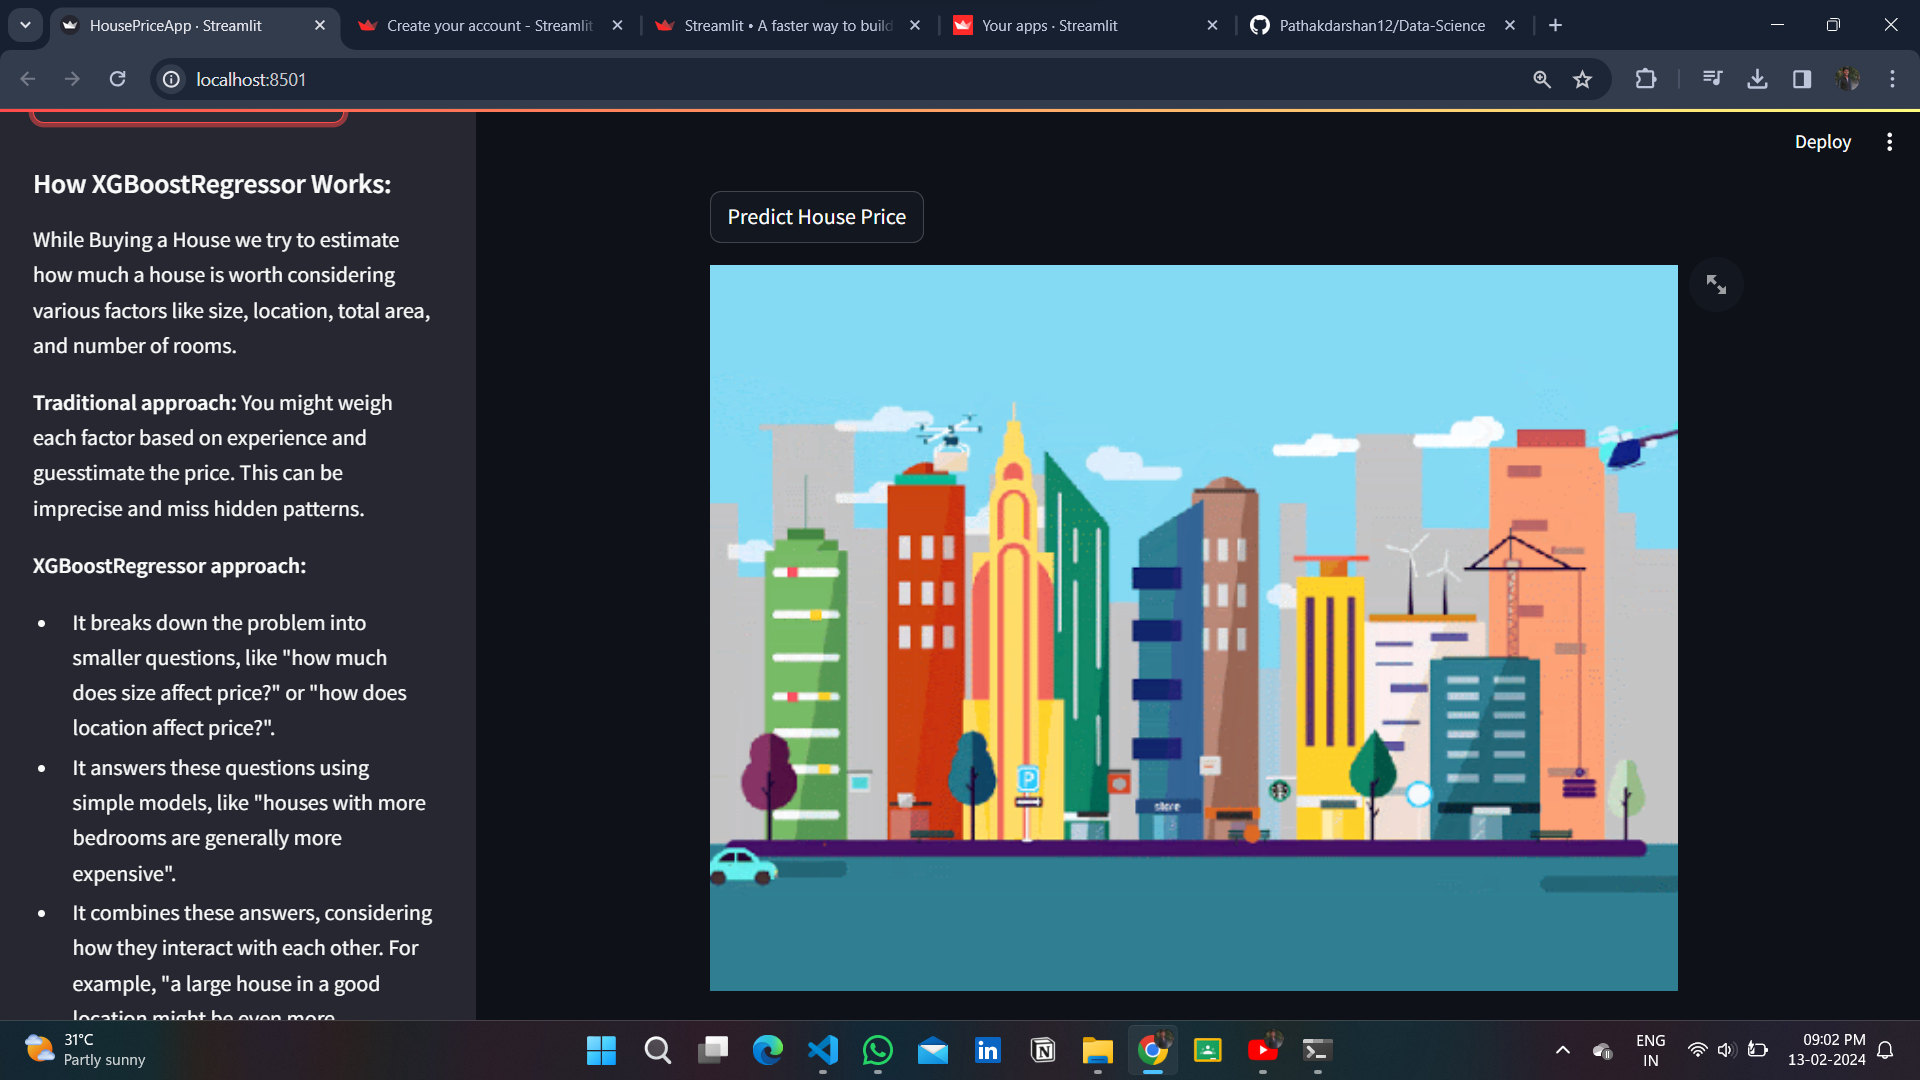 HousePriceApp · Streamlit
Create your account - Streamlit
Streamlit • A faster way to build
Your apps · Streamlit
Pathakdarshan12/Data-Science
localhost:8501
Deploy
How XGBoostRegressor Works:
While Buying a House we try to estimate
how much a house is worth considering
various factors like size, location, total area,
and number of rooms.
Traditional approach: You might weigh
each factor based on experience and
guesstimate the price. This can be
imprecise and miss hidden patterns.
XGBoostRegressor approach:
• It breaks down the problem into
smaller questions, like "how much
does size affect price?" or "how does
location affect price?".
• It answers these questions using
simple models, like "houses with more
bedrooms are generally more
expensive".
• It combines these answers, considering
how they interact with each other. For
example, "a large house in a good
location might be even more
Predict House Price
P
store
31°C
Partly sunny
ENG
IN
09:02 PM
13-02-2024